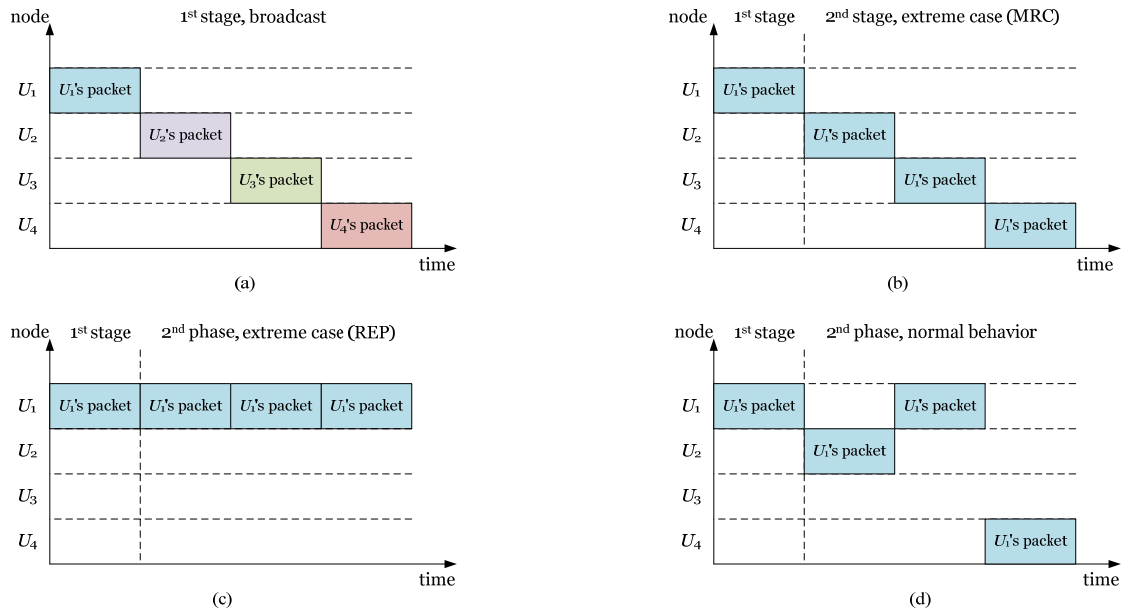 node
1st stage, broadcast
U1
U1's packet
U2
U2's packet
U3
U3's packet
U4
U4's packet
time
(a)
node
1st stage
2nd stage, extreme case (MRC)
U1
U1's packet
U2
U1's packet
U3
U1's packet
U4
U1's packet
time
(b)
node
1st stage
2nd phase, extreme case (REP)
U1
U1's packet
U1's packet
U1's packet
U1's packet
U2
U3
U4
time
(c)
node
1st stage
2nd phase, normal behavior
U1
U1's packet
U1's packet
U2
U1's packet
U3
U4
U1's packet
time
(d)